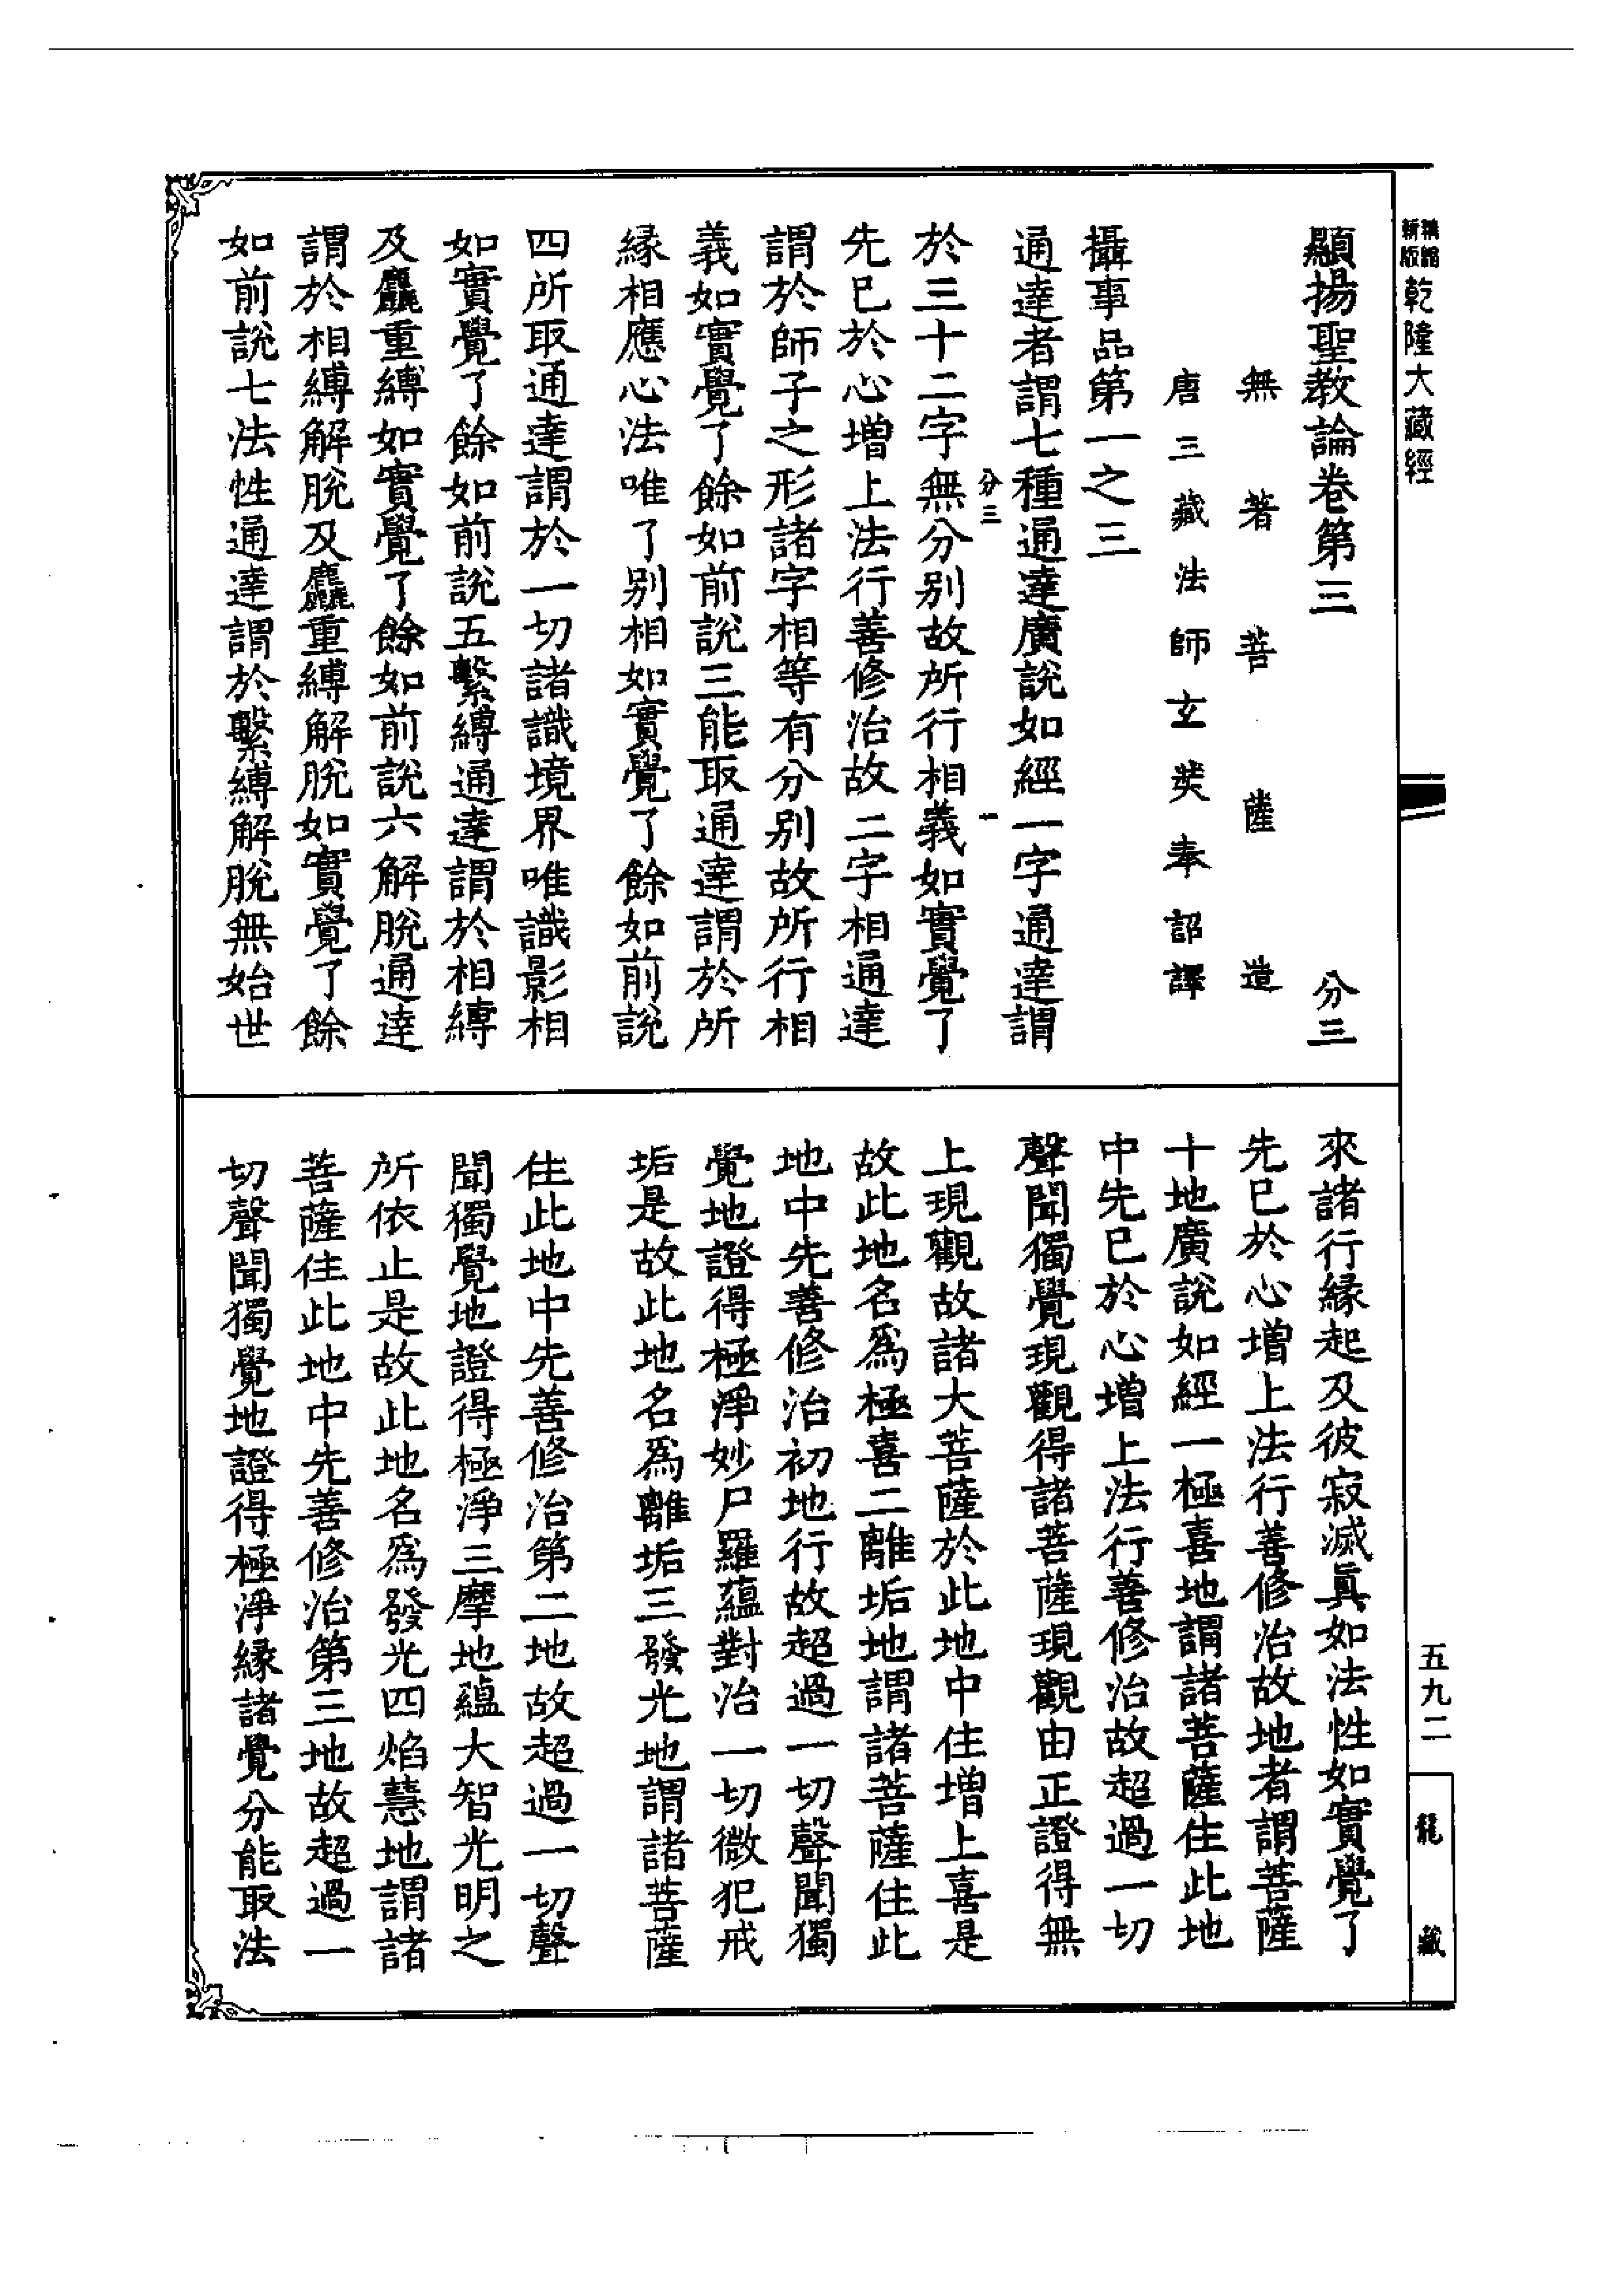 新編
新版
乾隆大藏經
顯揚聖教論卷第三 分三
無著菩薩造
唐三藏法師玄奘奉詔譯
攝事品第一之三
通達者謂七種通達廣說如經一字通達謂
分三 一
於三十二字無分別故所行相義如實覺了
先已於心增上法行善修治故二字相通達
謂於師子之形諸字相等有分別故所行相
義如實覺了餘如前說三能取通達謂於所
緣相應心法唯了別相如實覺了餘如前說
四所取通達謂於一切諸識境界唯識影相
如實覺了餘如前說五繫縛通達謂於相縛
及麤重縛如實覺了餘如前說六解脫通達
謂於相縛解脫及麤重縛解脫如實覺了餘
如前說七法性通達謂於繫縛解脫無始世
來諸行緣起及彼寂滅真如法性如實覺了
先已於心增上法行善修治故地者謂菩薩
十地廣說如經一極喜地謂諸菩薩住此地
中先已於心增上法行善修治故超過一切
聲聞獨覺現觀得諸菩薩現觀由正證得無
上現觀故諸大菩薩於此地中住增上喜是
故此地名爲極喜二離垢地謂諸菩薩住此
地中先善修治初地行故超過一切聲聞獨
覺地證得極淨妙尸羅蘊對治一切微犯戒
垢是故此地名爲離垢三發光地謂諸菩薩
住此地中先善修治第二地故超過一切聲
聞獨覺地證得極淨三摩地蘊大智光明之
所依止是故此地名爲發光四焰慧地謂諸
菩薩住此地中先善修治第三地故超過一
切聲聞獨覺地證得極淨緣諸覺分能取法
五九二
龍藏